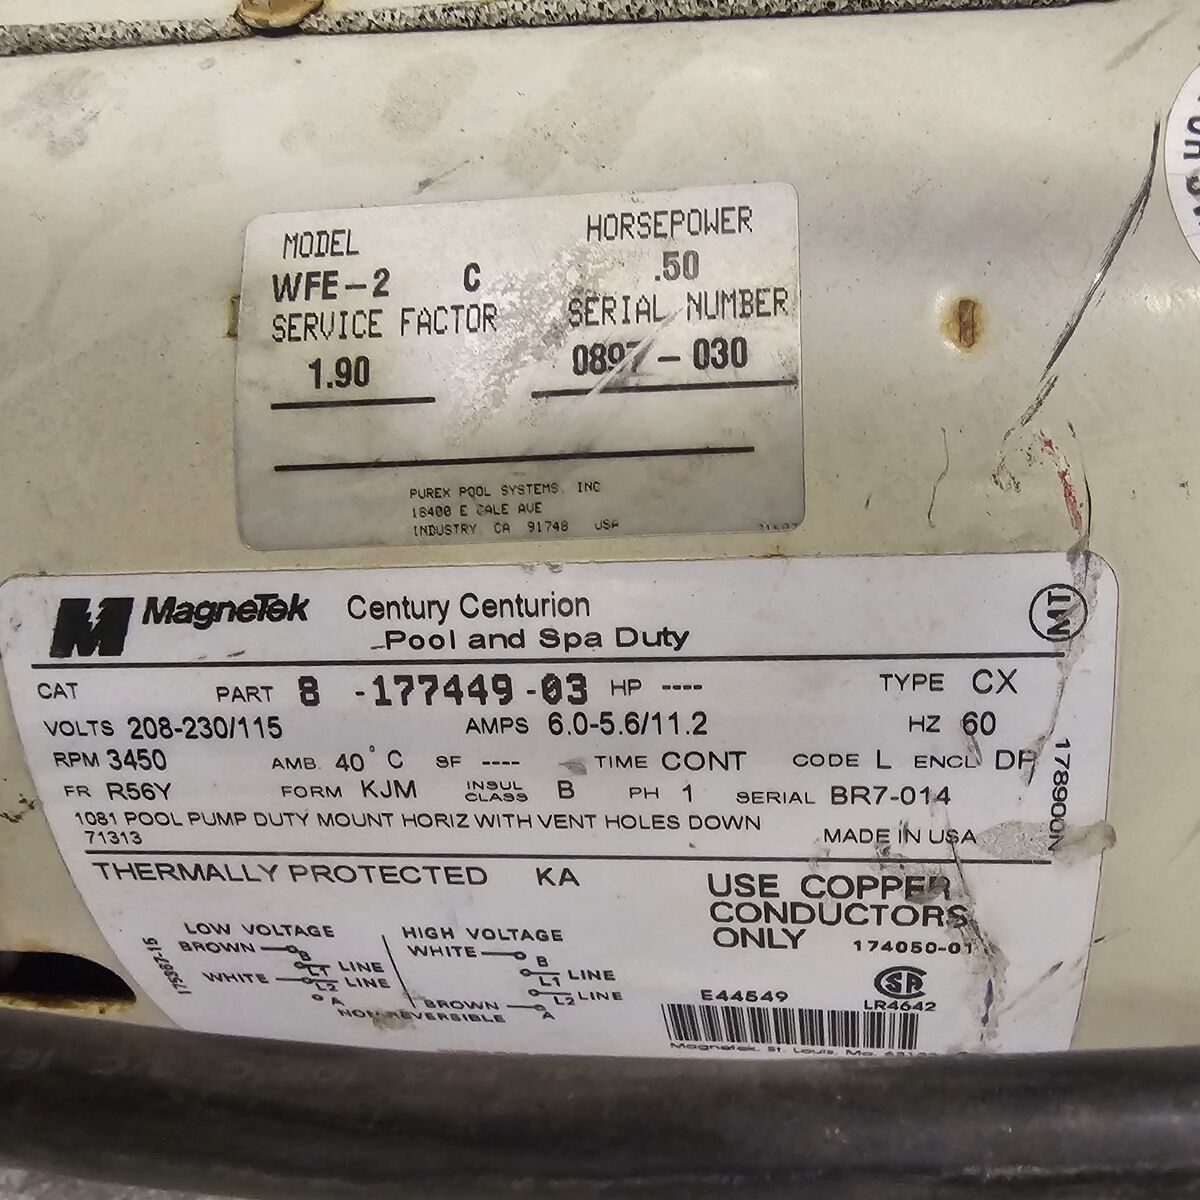 MODEL HORSEPOWER
WFE-2 C .50
SERVICE FACTOR SERIAL NUMBER
1.90 0897-030
PUREX POOL SYSTEMS, INC
18400 E GALE AVE
INDUSTRY, CA 91748 USA
MagneTek Century Centurion
Pool and Spa Duty
CAT PART 8 -177449-03 HP ---- TYPE CX
VOLTS 208-230/115 AMPS 6.0-5.6/11.2 HZ 60
RPM 3450 AMB. 40°C SF ---- TIME CONT CODE L ENCL DP
FR R56Y FORM KJM INSUL CLASS B PH 1 SERIAL BR7-014
1081 POOL PUMP DUTY MOUNT HORIZ WITH VENT HOLES DOWN
71313 MADE IN USA
178900N
THERMALLY PROTECTED KA
USE COPPER
CONDUCTORS
ONLY 174050-01
LOW VOLTAGE HIGH VOLTAGE
BROWN B WHITE B
L1 LINE L1 LINE
WHITE L2 LINE L2 LINE
A BROWN A
NON-REVERSIBLE
E44549 LR4642
MagneTek, St. Louis, Mo.